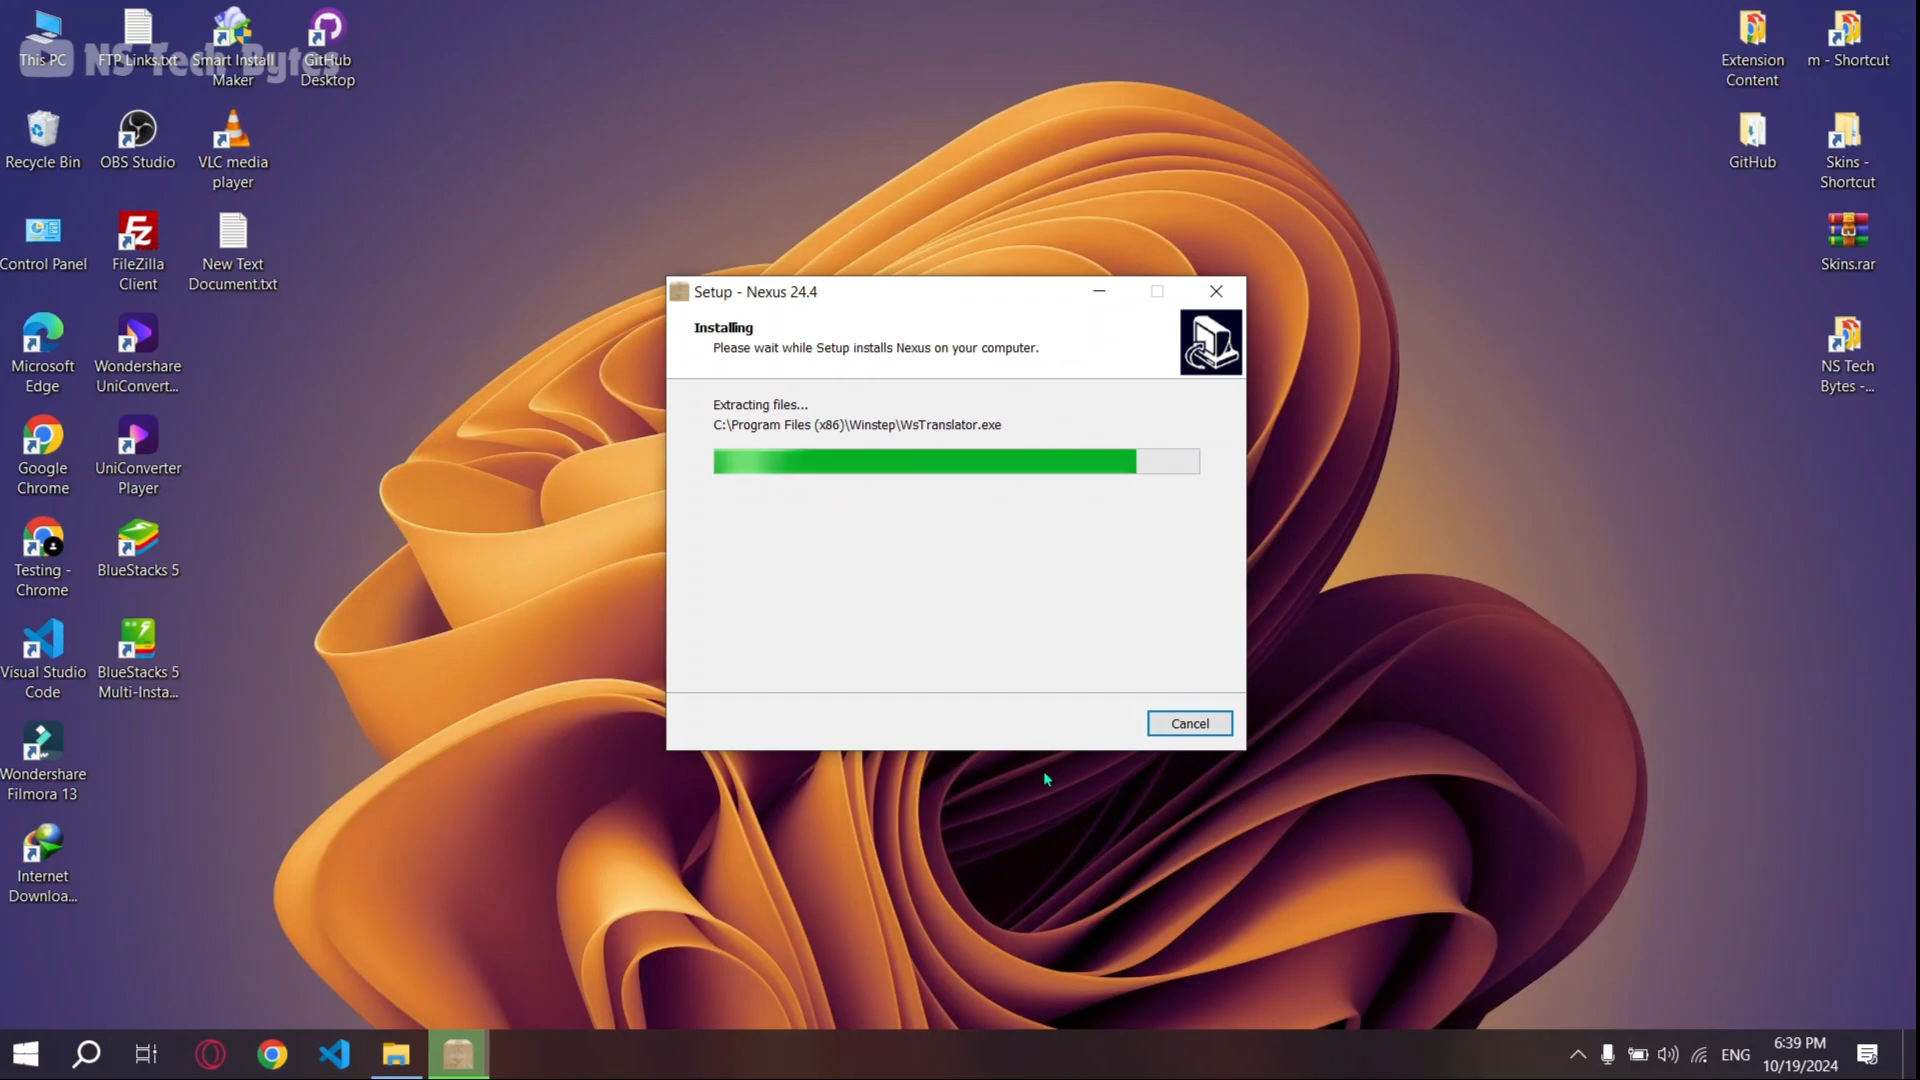 This PC
FTP Links.txt
Smart Install
Maker
GitHub
Desktop
NS Tech Bytes
Recycle Bin
OBS Studio
VLC media
player
Control Panel
FileZilla
Client
New Text
Document.txt
Microsoft
Edge
Wondershare
UniConvert...
Google
Chrome
UniConverter
Player
Testing -
Chrome
BlueStacks 5
Visual Studio
Code
BlueStacks 5
Multi-Insta...
Wondershare
Filmora 13
Internet
Downloa...
Setup - Nexus 24.4
Installing
Please wait while Setup installs Nexus on your computer.
Extracting files...
C:\Program Files (x86)\Winstep\WsTranslator.exe
Cancel
Extension
Content
m - Shortcut
GitHub
Skins -
Shortcut
Skins.rar
NS Tech
Bytes -...
ENG
6:39 PM
10/19/2024